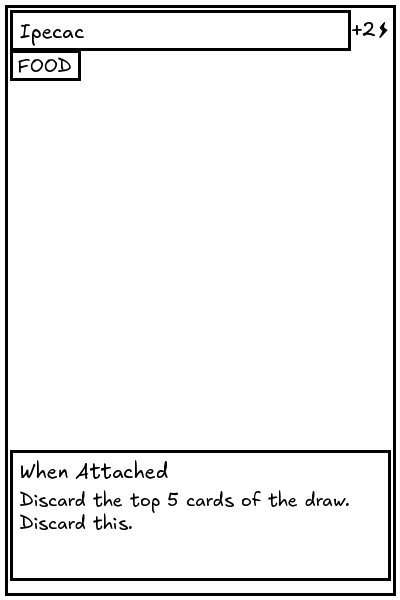 Ipecac
+2⚡
FOOD
When Attached
Discard the top 5 cards of the draw.
Discard this.